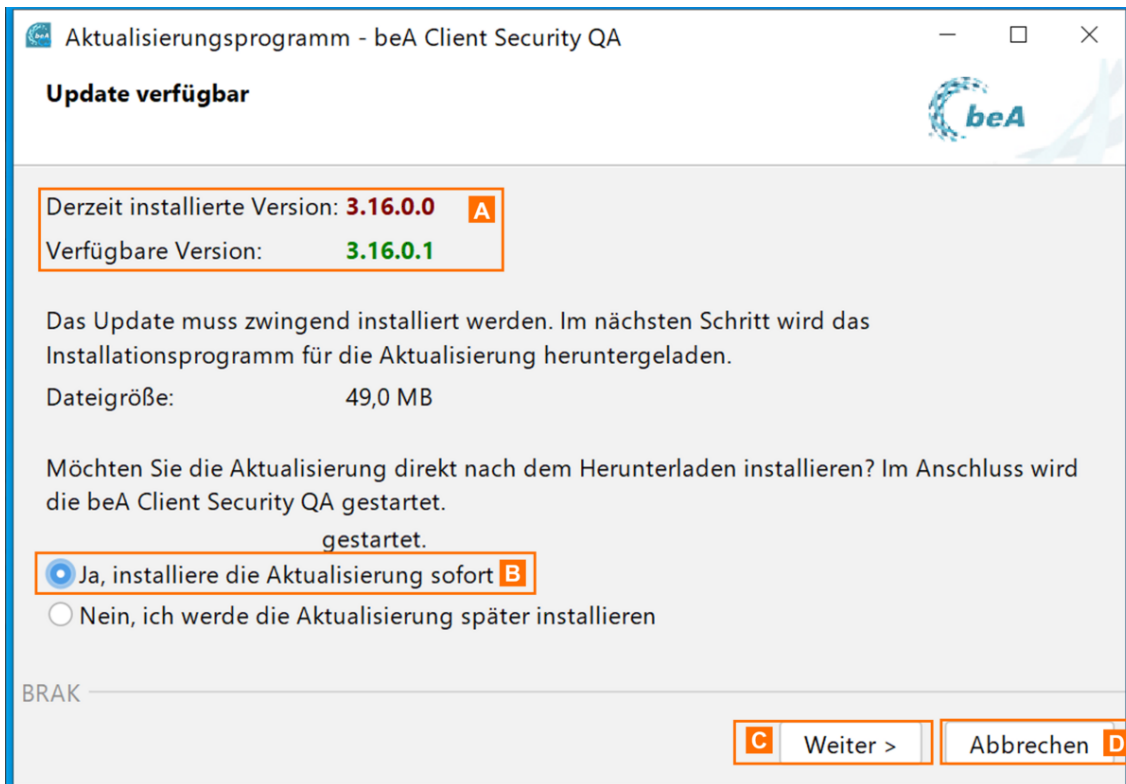 Aktualisierungsprogramm - beA Client Security QA
Update verfügbar
beA
Derzeit installierte Version: 3.16.0.0 A
Verfügbare Version: 3.16.0.1
Das Update muss zwingend installiert werden. Im nächsten Schritt wird das
Installationsprogramm für die Aktualisierung heruntergeladen.
Dateigröße: 49,0 MB
Möchten Sie die Aktualisierung direkt nach dem Herunterladen installieren? Im Anschluss wird
die beA Client Security QA gestartet.
gestartet.
Ja, installiere die Aktualisierung sofort B
Nein, ich werde die Aktualisierung später installieren
BRAK
C Weiter > Abbrechen D